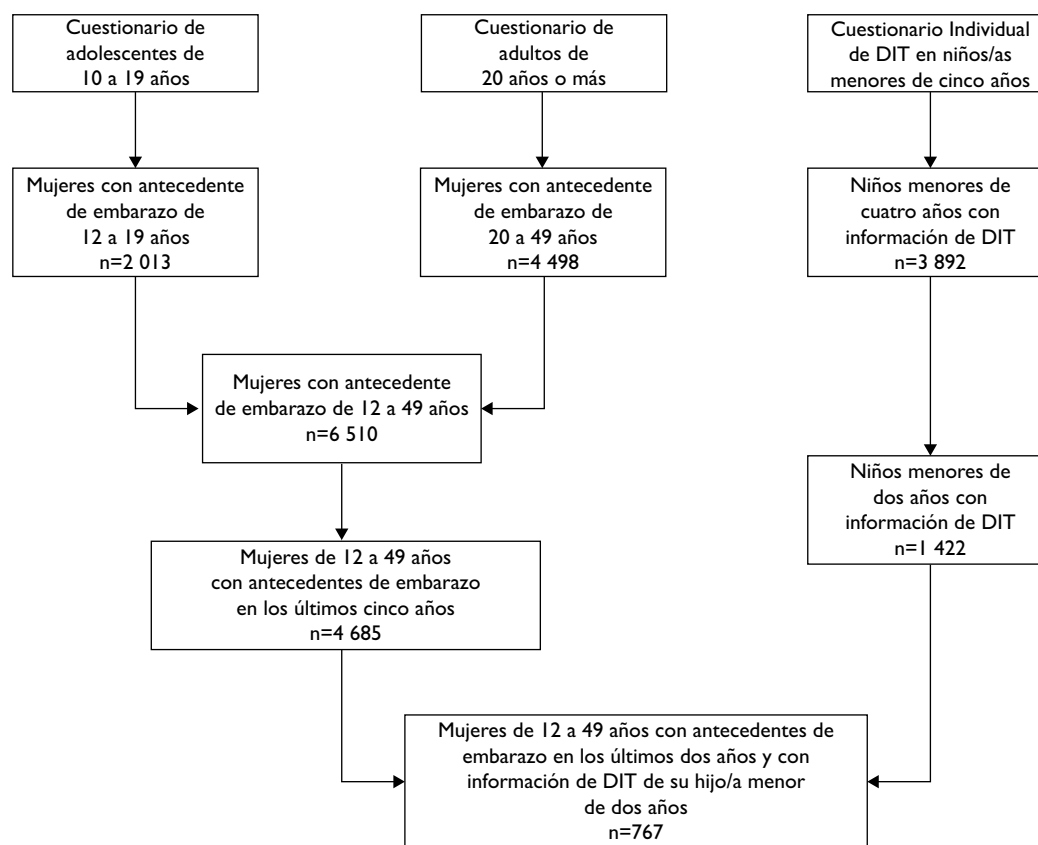 Cuestionario de
adolescentes de
10 a 19 años
Cuestionario de
adultos de
20 años o más
Cuestionario Individual
de DIT en niños/as
menores de cinco años
Mujeres con antecedente
de embarazo de
12 a 19 años
n=2 013
Mujeres con antecedente
de embarazo de
20 a 49 años
n=4 498
Niños menores de
cuatro años con
información de DIT
n=3 892
Mujeres con antecedente
de embarazo de 12 a 49 años
n=6 510
Niños menores de
dos años con
información de DIT
n=1 422
Mujeres de 12 a 49 años
con antecedentes de embarazo
en los últimos cinco años
n=4 685
Mujeres de 12 a 49 años con antecedentes de
embarazo en los últimos dos años y con
información de DIT de su hijo/a menor
de dos años
n=767